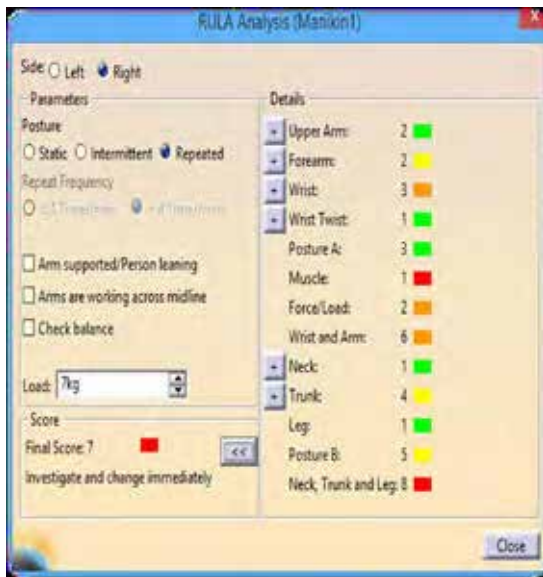 RULA Analysis (Manikin1)
Side: Left Right
Parameters
Posture
Static Intermittent Repeated
Repeat Frequency
Arm supported/Person leaning
Arms are working across midline
Check balance
Load: 7kg
Score
Final Score: 7
<<
Investigate and change immediately
Details
Upper Arm: 2
Forearm: 2
Wrist: 3
Wrist Twist: 1
Posture A: 3
Muscle: 1
Force/Load: 2
Wrist and Arm: 6
Neck: 1
Trunk: 4
Leg: 1
Posture B: 5
Neck, Trunk and Leg: 8
Close